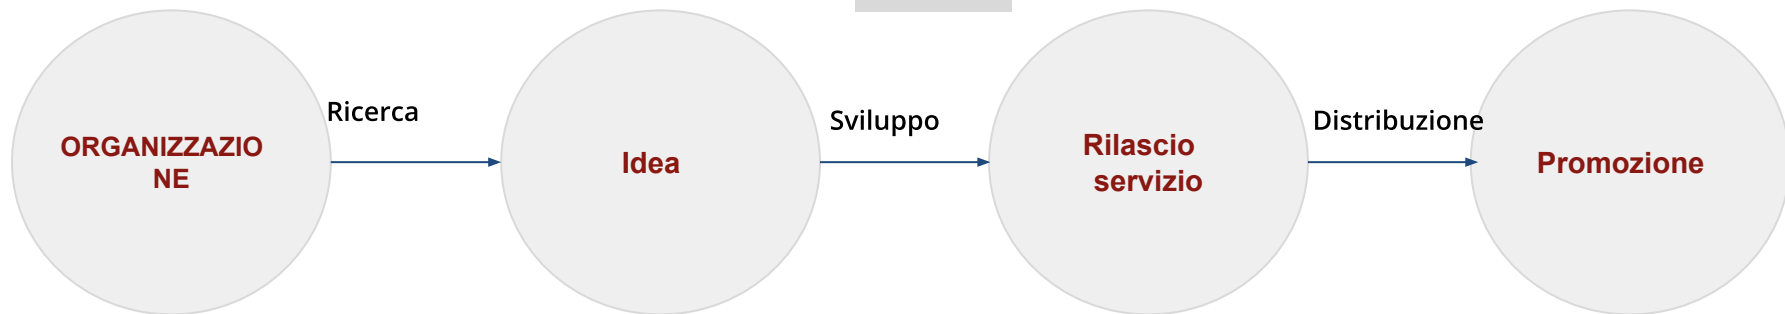 ORGANIZZAZIO
NE
Ricerca
Idea
Sviluppo
Rilascio
servizio
Distribuzione
Promozione